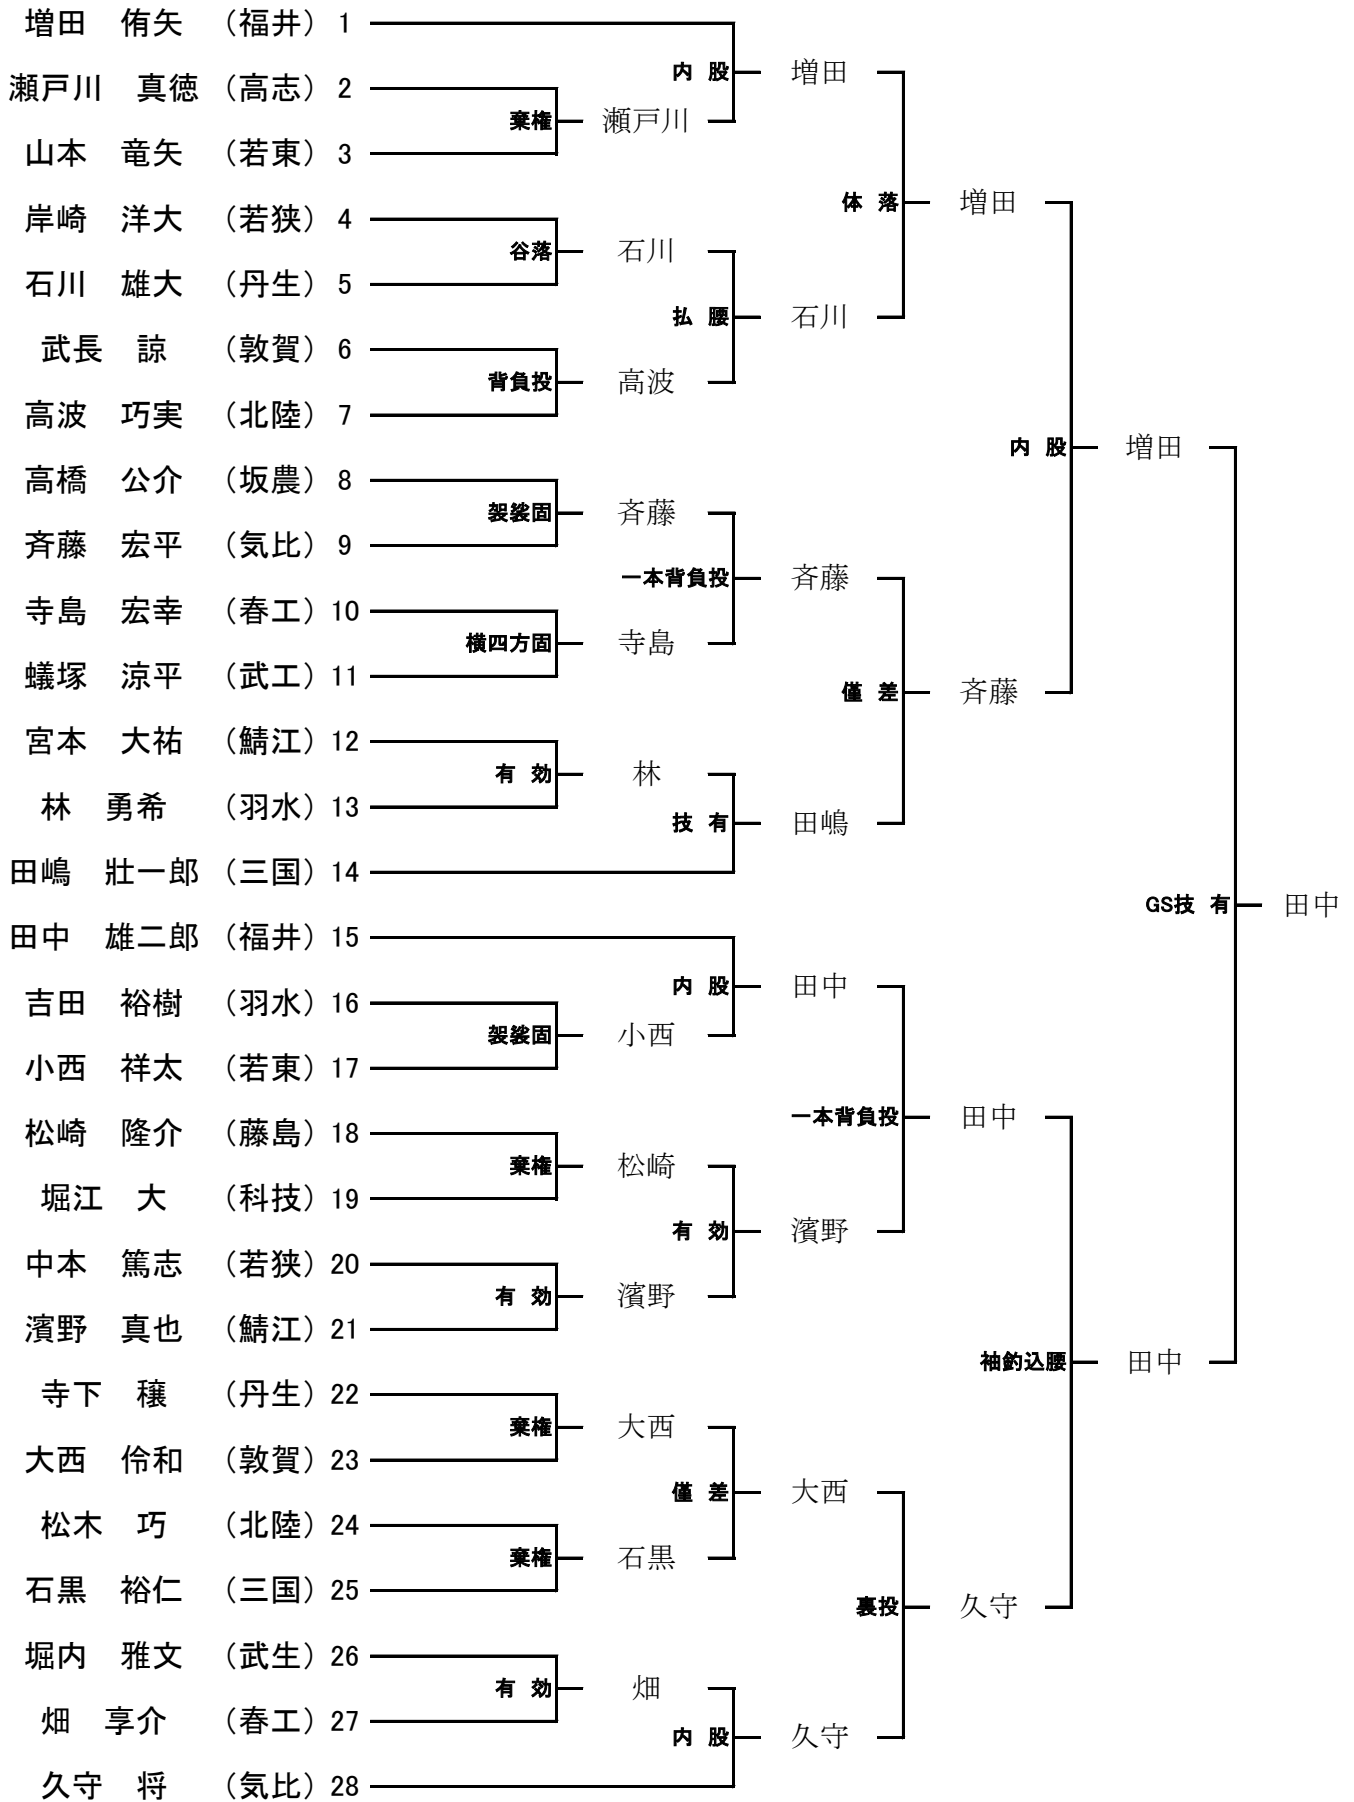 増田　侑矢　（福井） 1
内 股　増田
瀬戸川　真徳　（高志） 2
棄権　瀬戸川
山本　竜矢　（若東） 3
体 落　増田
岸崎　洋大　（若狭） 4
谷落　石川
石川　雄大　（丹生） 5
払 腰　石川
武長　諒　（敦賀） 6
背負投　高波
高波　巧実　（北陸） 7
内 股　増田
高橋　公介　（坂農） 8
袈裟固　斉藤
斉藤　宏平　（気比） 9
一本背負投　斉藤
寺島　宏幸　（春工） 10
横四方固　寺島
蟻塚　涼平　（武工） 11
僅 差　斉藤
宮本　大祐　（鯖江） 12
有 効　林
林　勇希　（羽水） 13
技 有　田嶋
田嶋　壯一郎　（三国） 14
GS技 有　田中
田中　雄二郎　（福井） 15
内 股　田中
吉田　裕樹　（羽水） 16
袈裟固　小西
小西　祥太　（若東） 17
一本背負投　田中
松崎　隆介　（藤島） 18
棄権　松崎
堀江　大　（科技） 19
有 効　濱野
中本　篤志　（若狭） 20
有 効　濱野
濱野　真也　（鯖江） 21
袖釣込腰　田中
寺下　穣　（丹生） 22
棄権　大西
大西　伶和　（敦賀） 23
僅 差　大西
松木　巧　（北陸） 24
棄権　石黒
石黒　裕仁　（三国） 25
裏投　久守
堀内　雅文　（武生） 26
有 効　畑
畑　享介　（春工） 27
内 股　久守
久守　将　（気比） 28